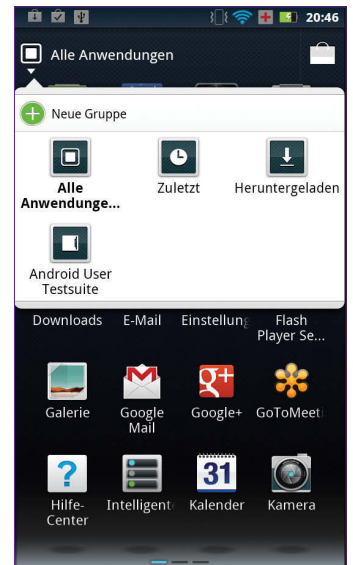 20:46
Alle Anwendungen
Neue Gruppe
Alle
Anwendunge...
Zuletzt
Heruntergeladen
Android User
Testsuite
Downloads
E-Mail
Einstellung
Flash
Player Se...
Galerie
Google
Mail
g+
Google+
GoToMeeti
?
Hilfe-
Center
Intelligent
31
Kalender
Kamera